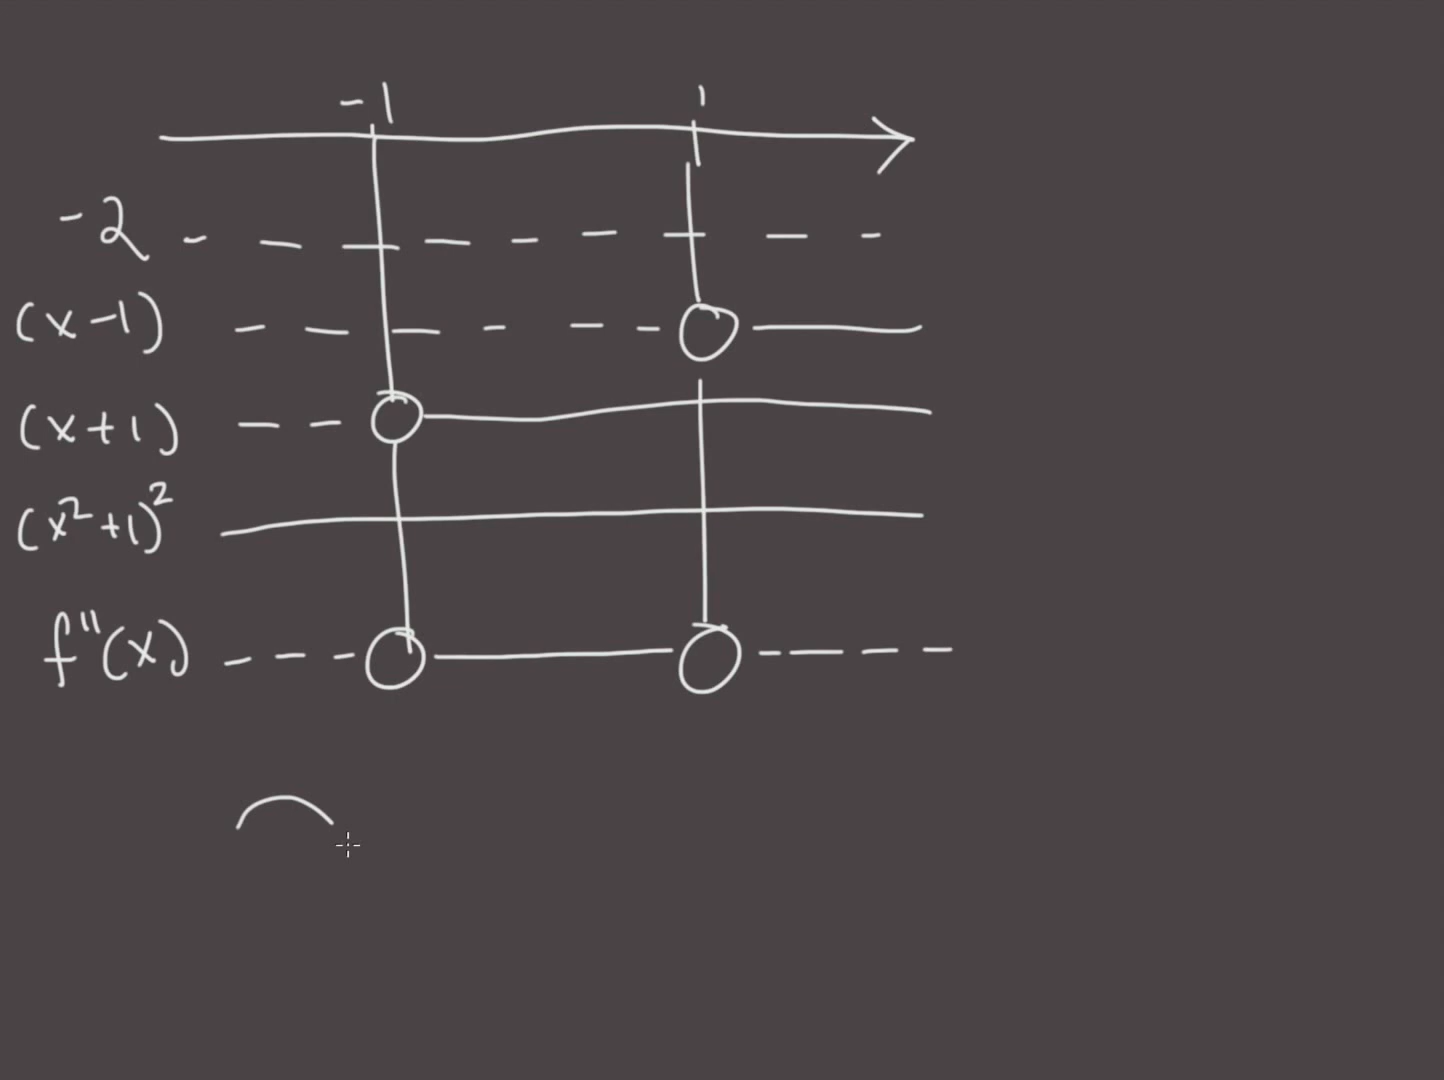 -1 1
-2
(x-1)
(x+1)
(x²+1)²
f"(x)